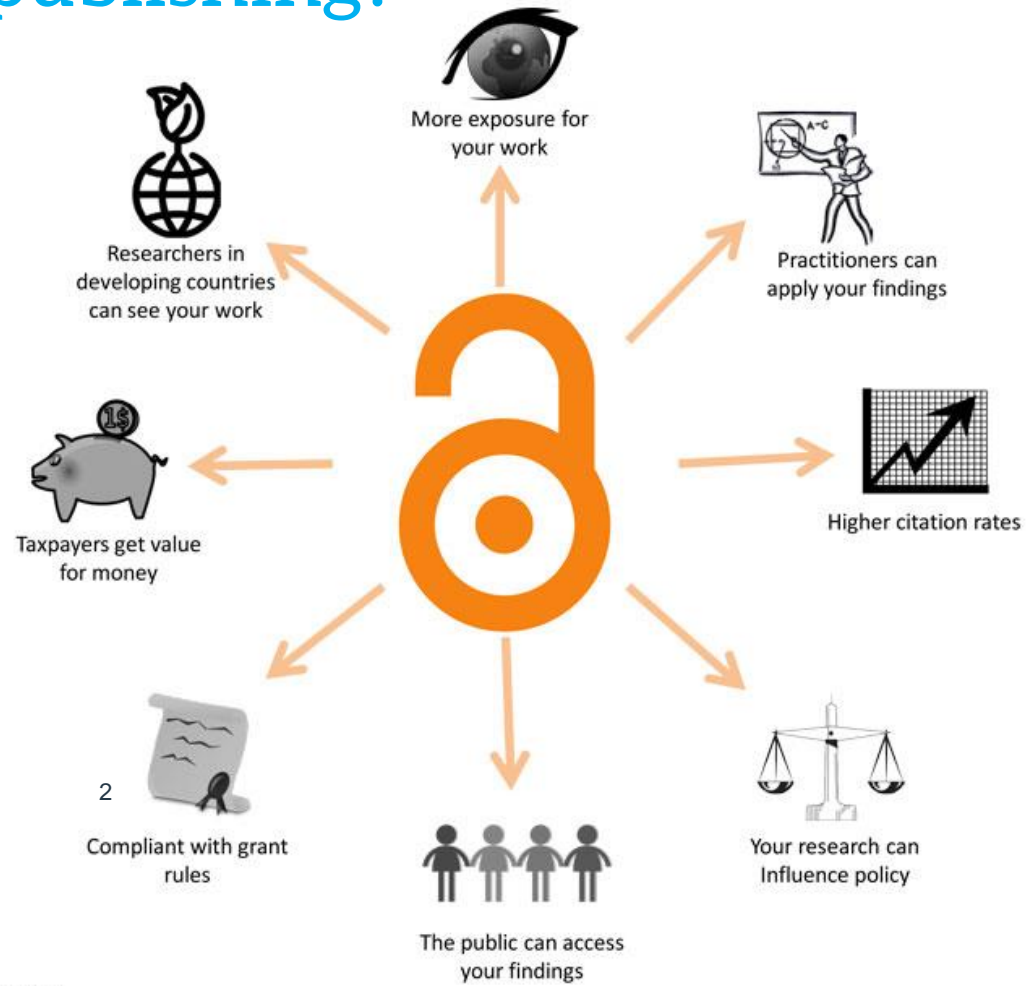 publishing?
More exposure for
your work
A-C
Practitioners can
apply your findings
Researchers in
developing countries
can see your work
1$
Higher citation rates
Taxpayers get value
for money
2
Compliant with grant
rules
Your research can
Influence policy
The public can access
your findings